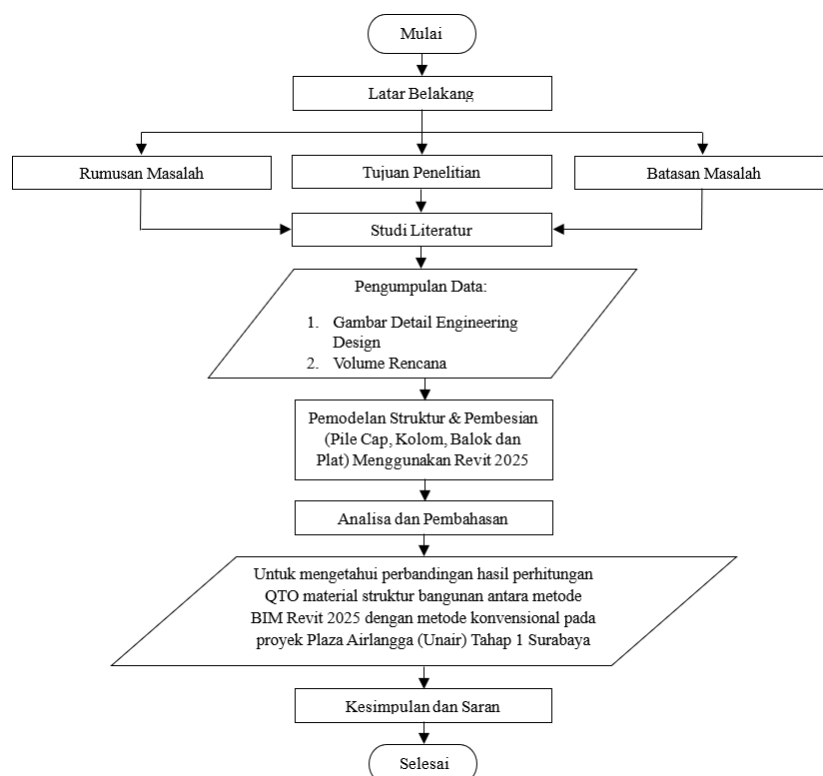 Mulai
Latar Belakang
Rumusan Masalah
Tujuan Penelitian
Batasan Masalah
Studi Literatur
Pengumpulan Data:
1. Gambar Detail Engineering
Design
2. Volume Rencana
Pemodelan Struktur & Pembesian
(Pile Cap, Kolom, Balok dan
Plat) Menggunakan Revit 2025
Analisa dan Pembahasan
Untuk mengetahui perbandingan hasil perhitungan
QTO material struktur bangunan antara metode
BIM Revit 2025 dengan metode konvensional pada
proyek Plaza Airlangga (Unair) Tahap 1 Surabaya
Kesimpulan dan Saran
Selesai